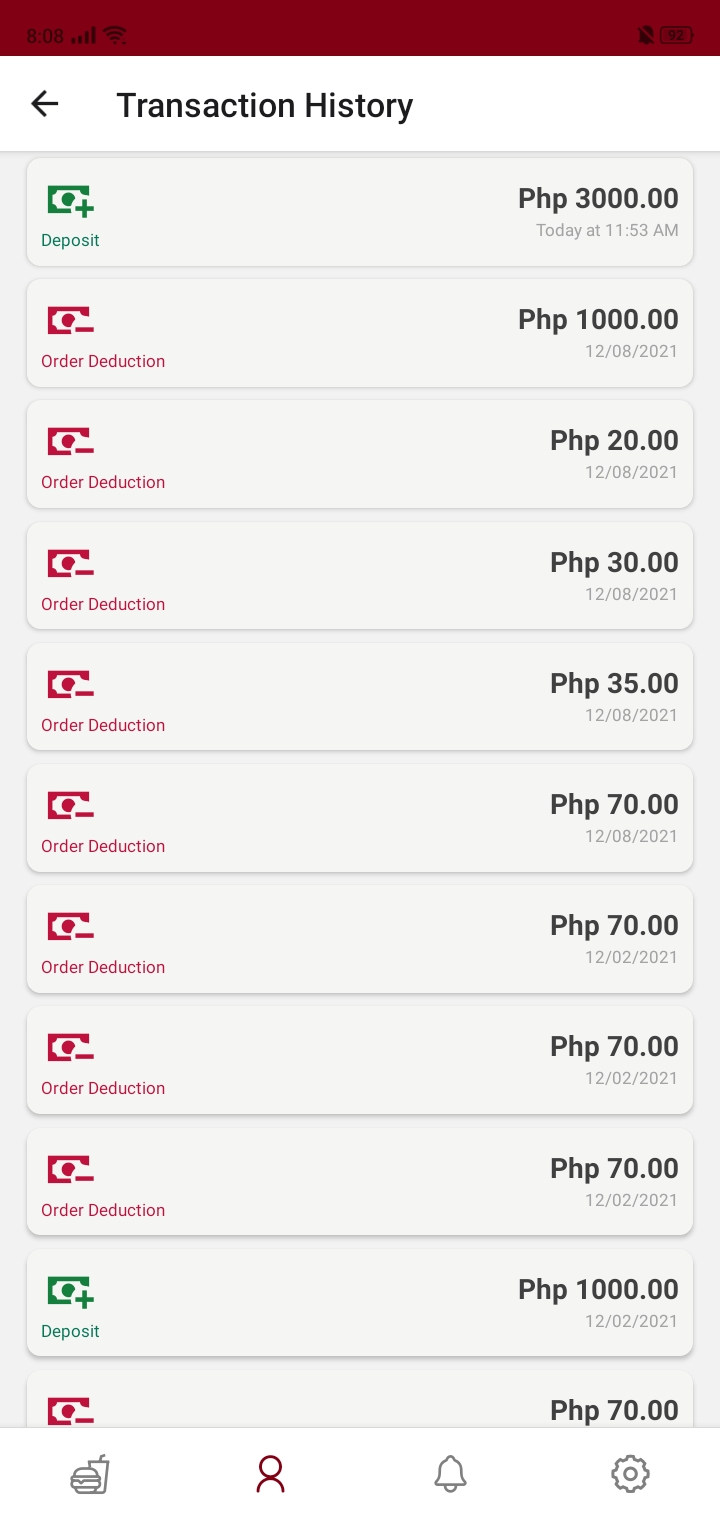 8:08
92
Transaction History
Php 3000.00
Deposit
Today at 11:53 AM
Php 1000.00
Order Deduction
12/08/2021
Php 20.00
Order Deduction
12/08/2021
Php 30.00
Order Deduction
12/08/2021
Php 35.00
Order Deduction
12/08/2021
Php 70.00
Order Deduction
12/08/2021
Php 70.00
Order Deduction
12/02/2021
Php 70.00
Order Deduction
12/02/2021
Php 70.00
Order Deduction
12/02/2021
Php 1000.00
Deposit
12/02/2021
Php 70.00